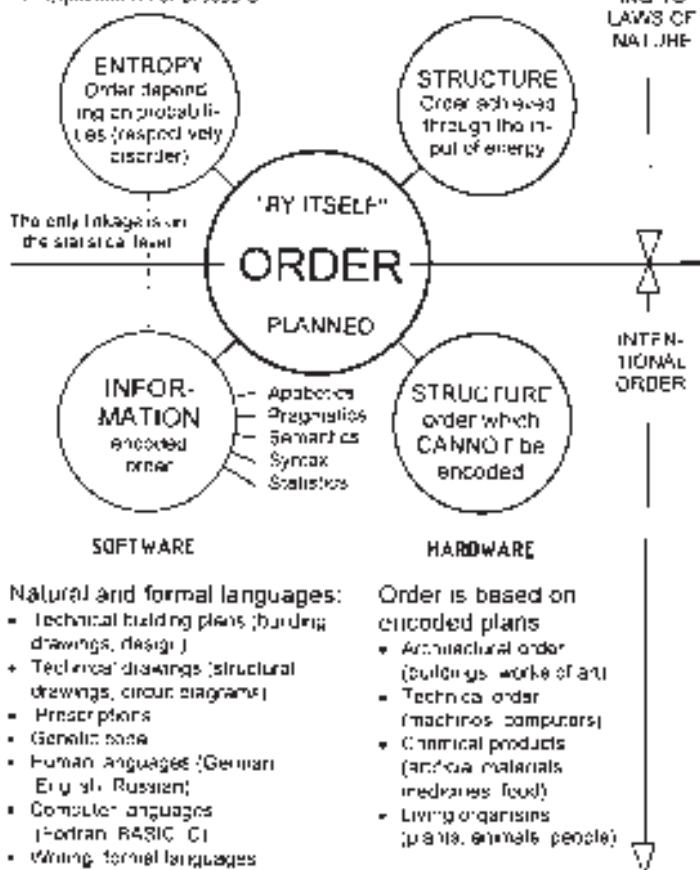 LAWS OF
NATURE
ENTROPY
Order depend
ing on probabili-
ties (respectively
disorder)
STRUCTURE
Order achieved
through the in-
put of energy
"BY ITSELF"
The only linkage is on
the statistical level
ORDER
PLANNED
INTEN-
TIONAL
ORDER
INFOR-
MATION
encoded
order
Apobetics
Pragmatics
Semantics
Syntax
Statistics
STRUCTURE
order which
CANNOT be
encoded
SOFTWARE
HARDWARE
Natural and formal languages:
• Technical building plans (building
drawings, design)
• Technical drawings (structural
drawings, circuit diagrams)
• Prescriptions
• Genetic code
• Human languages (German
English, Russian)
• Computer languages
(Fortran, BASIC, C)
• Writing, formal languages
Order is based on
encoded plans
• Architectural order
(buildings, works of art)
• Technical order
(machines, computers)
• Chemical products
(artificial materials
medicines, food)
• Living organisms
(plants, animals, people)